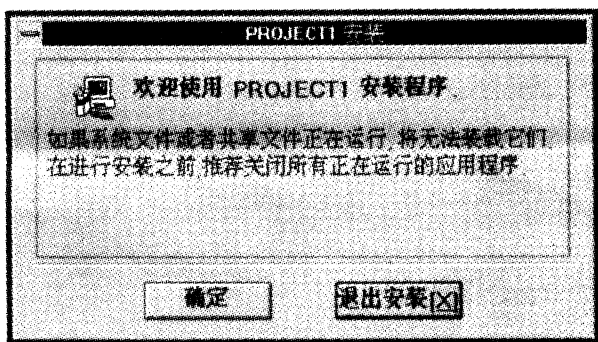 PROJECT1 安装
欢迎使用 PROJECT1 安装程序.
如果系统文件或者共享文件正在运行,将无法装载它们.
在进行安装之前,推荐关闭所有正在运行的应用程序.
确定
退出安装[X]